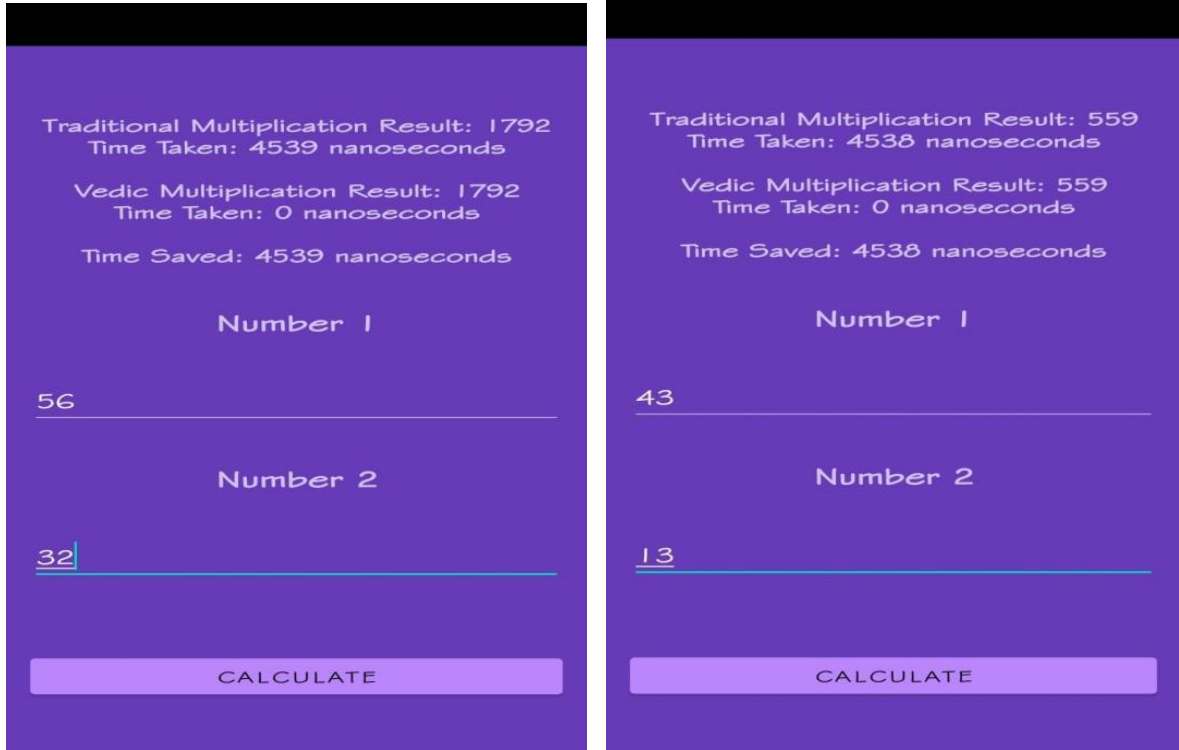 Traditional Multiplication Result: 1792
Time Taken: 4539 nanoseconds
Vedic Multiplication Result: 1792
Time Taken: 0 nanoseconds
Time Saved: 4539 nanoseconds
Number 1
56
Number 2
32
CALCULATE
Traditional Multiplication Result: 559
Time Taken: 4538 nanoseconds
Vedic Multiplication Result: 559
Time Taken: 0 nanoseconds
Time Saved: 4538 nanoseconds
Number 1
43
Number 2
13
CALCULATE